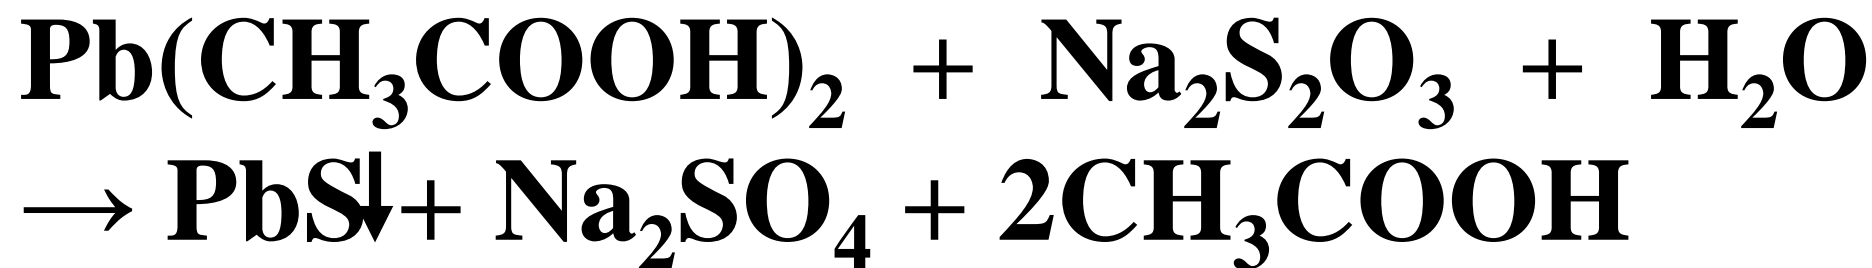 Pb(CH₃COOH)₂ + Na₂S₂O₃ + H₂O
→ PbS↓+ Na₂SO₄ + 2CH₃COOH